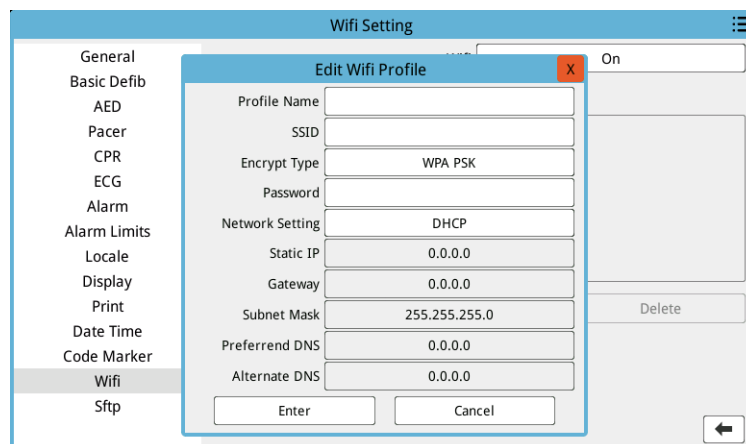 Wifi Setting
General
Basic Defib
AED
Pacer
CPR
ECG
Alarm
Alarm Limits
Locale
Display
Print
Date Time
Code Marker
Wifi
Sftp
On
Edit Wifi Profile
X
Profile Name
SSID
Encrypt Type WPA PSK
Password
Network Setting DHCP
Static IP 0.0.0.0
Gateway 0.0.0.0
Subnet Mask 255.255.255.0
Preferrend DNS 0.0.0.0
Alternate DNS 0.0.0.0
Enter Cancel
Delete